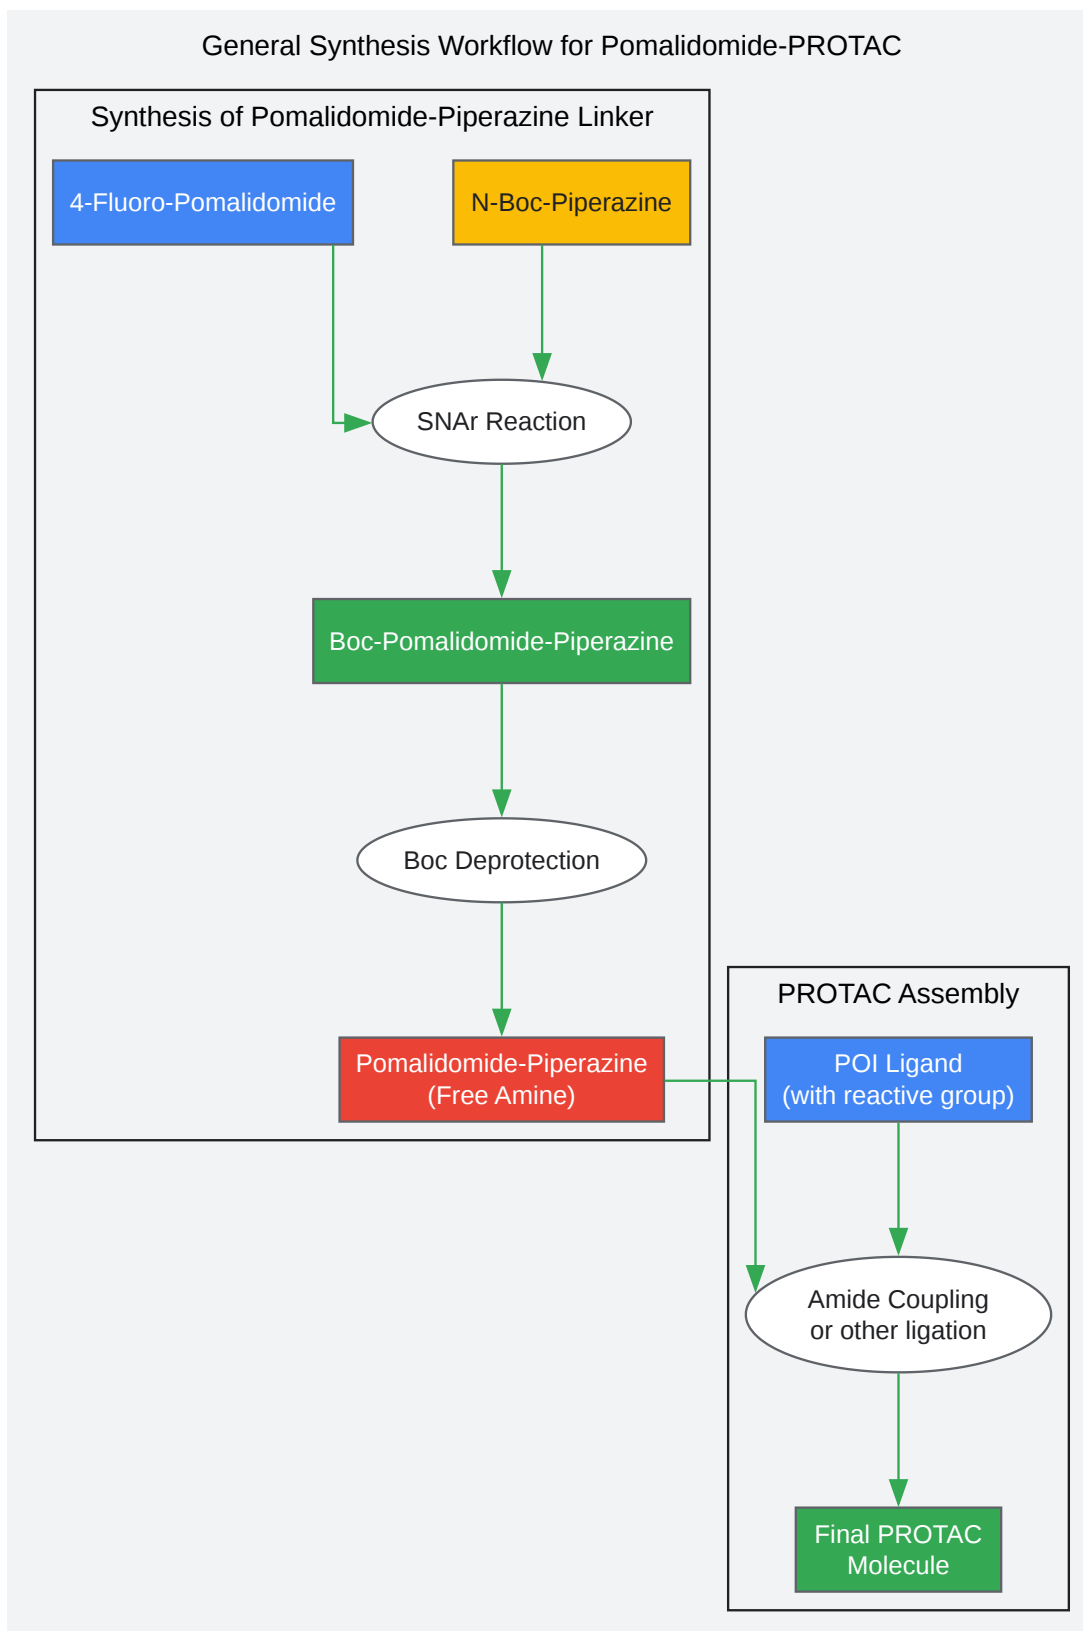 General Synthesis Workflow for Pomalidomide-PROTAC
Synthesis of Pomalidomide-Piperazine Linker
4-Fluoro-Pomalidomide
N-Boc-Piperazine
SNAr Reaction
Boc-Pomalidomide-Piperazine
Boc Deprotection
Pomalidomide-Piperazine
(Free Amine)
PROTAC Assembly
POI Ligand
(with reactive group)
Amide Coupling
or other ligation
Final PROTAC
Molecule